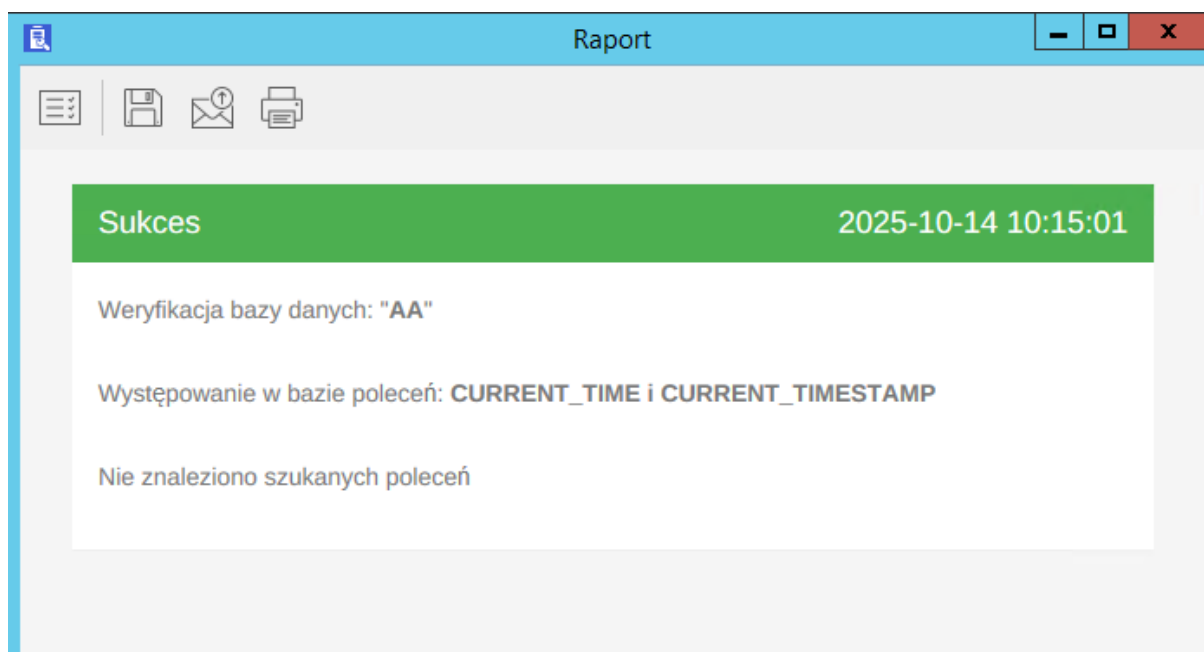 Raport
Sukces 2025-10-14 10:15:01
Weryfikacja bazy danych: "AA"
Występowanie w bazie poleceń: CURRENT_TIME i CURRENT_TIMESTAMP
Nie znaleziono szukanych poleceń